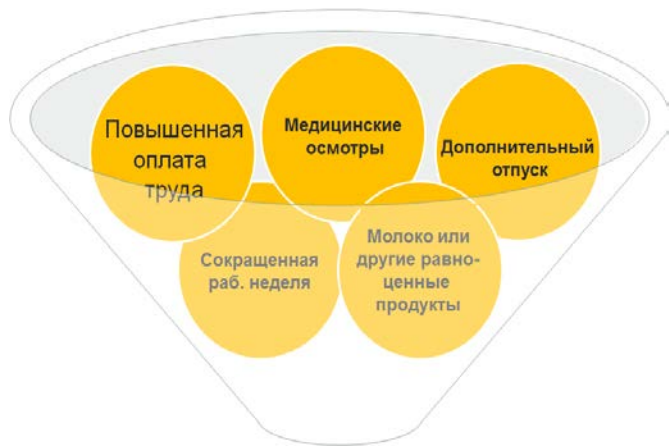 Повышенная
оплата
труда
Медицинские
осмотры
Дополнительный
отпуск
Сокращенная
раб. неделя
Молоко или
другие равно-
ценные
продукты